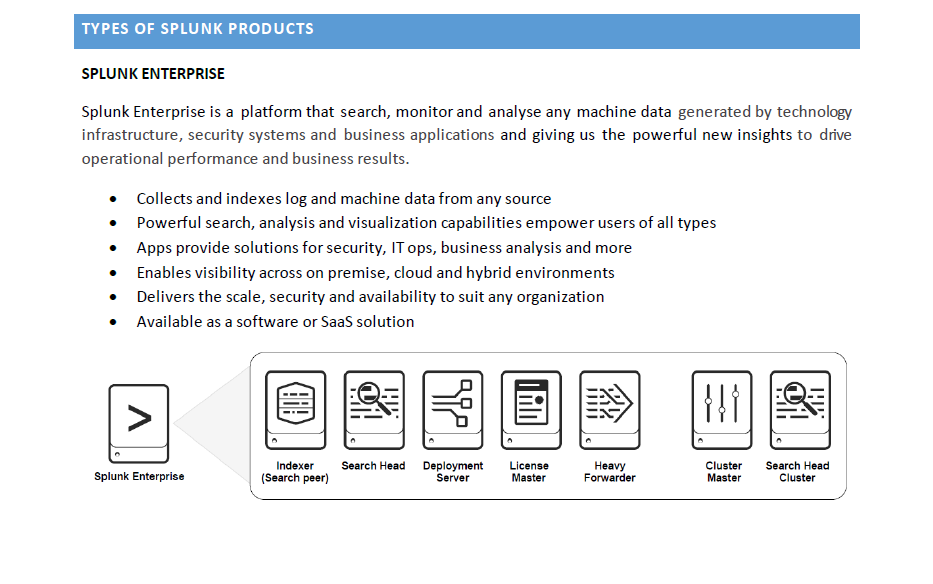 TYPES OF SPLUNK PRODUCTS
SPLUNK ENTERPRISE
Splunk Enterprise is a platform that search, monitor and analyse any machine data generated by technology
infrastructure, security systems and business applications and giving us the powerful new insights to drive
operational performance and business results.
• Collects and indexes log and machine data from any source
• Powerful search, analysis and visualization capabilities empower users of all types
• Apps provide solutions for security, IT ops, business analysis and more
• Enables visibility across on premise, cloud and hybrid environments
• Delivers the scale, security and availability to suit any organization
• Available as a software or SaaS solution
>
Splunk Enterprise
Indexer
(Search peer)
Search Head
Deployment
Server
License
Master
Heavy
Forwarder
Cluster
Master
Search Head
Cluster